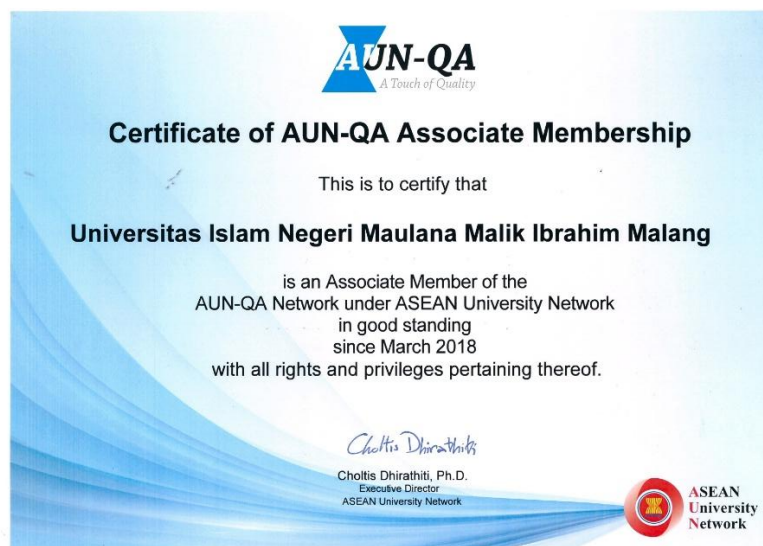 AUN-QA
A Touch of Quality
Certificate of AUN-QA Associate Membership
This is to certify that
Universitas Islam Negeri Maulana Malik Ibrahim Malang
is an Associate Member of the
AUN-QA Network under ASEAN University Network
in good standing
since March 2018
with all rights and privileges pertaining thereof.
Choltis Dhirathiti
Choltis Dhirathiti, Ph.D.
Executive Director
ASEAN University Network
ASEAN
University
Network